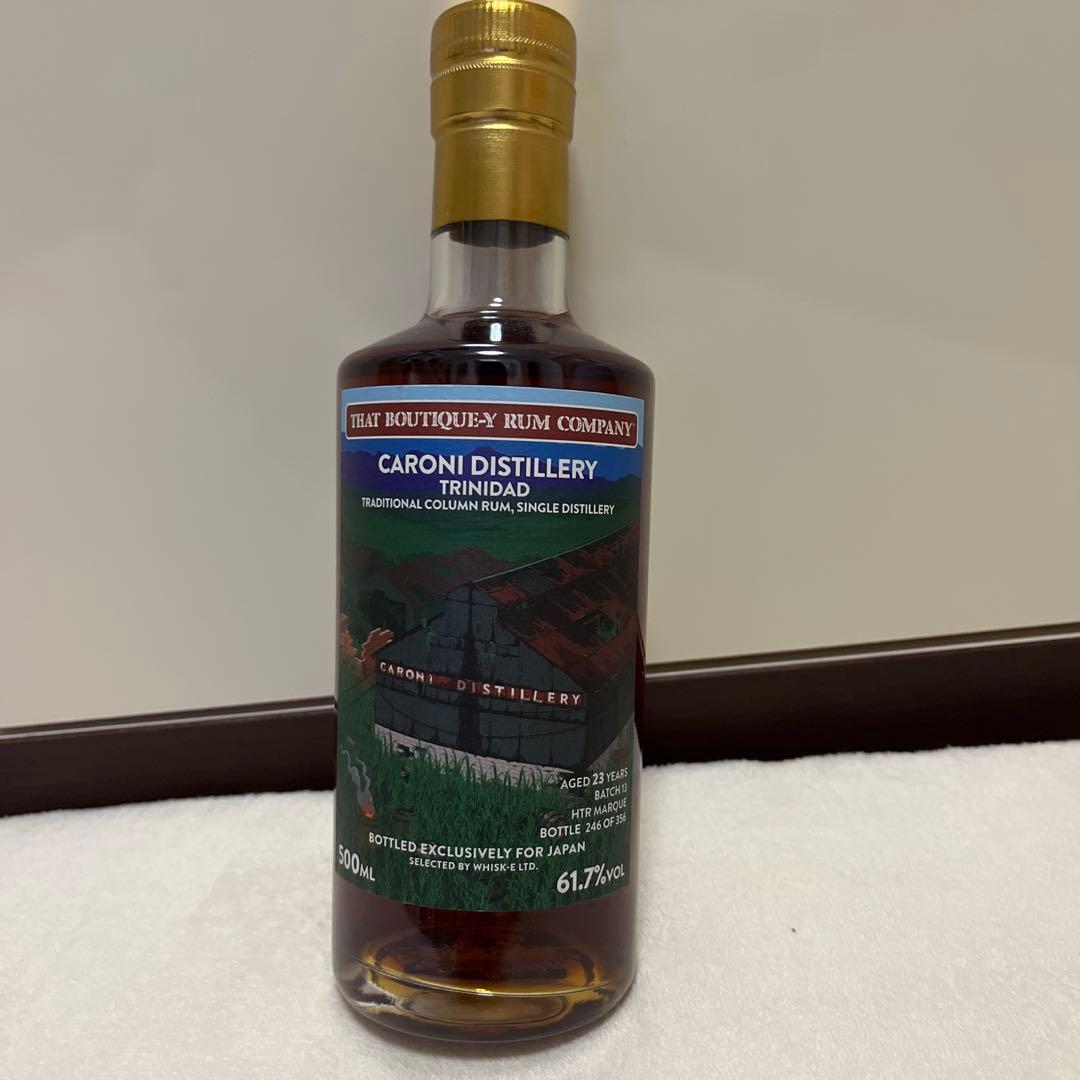 THAT BOUTIQUE-Y RUM COMPANY™
CARONI DISTILLERY
TRINIDAD
TRADITIONAL COLUMN RUM, SINGLE DISTILLERY
CARONI DISTILLERY
AGED 23 YEARS
BATCH 13
HTR MARQUE
BOTTLE 246 OF 356
BOTTLED EXCLUSIVELY FOR JAPAN
SELECTED BY WHISK-E LTD.
500ML
61.7%VOL